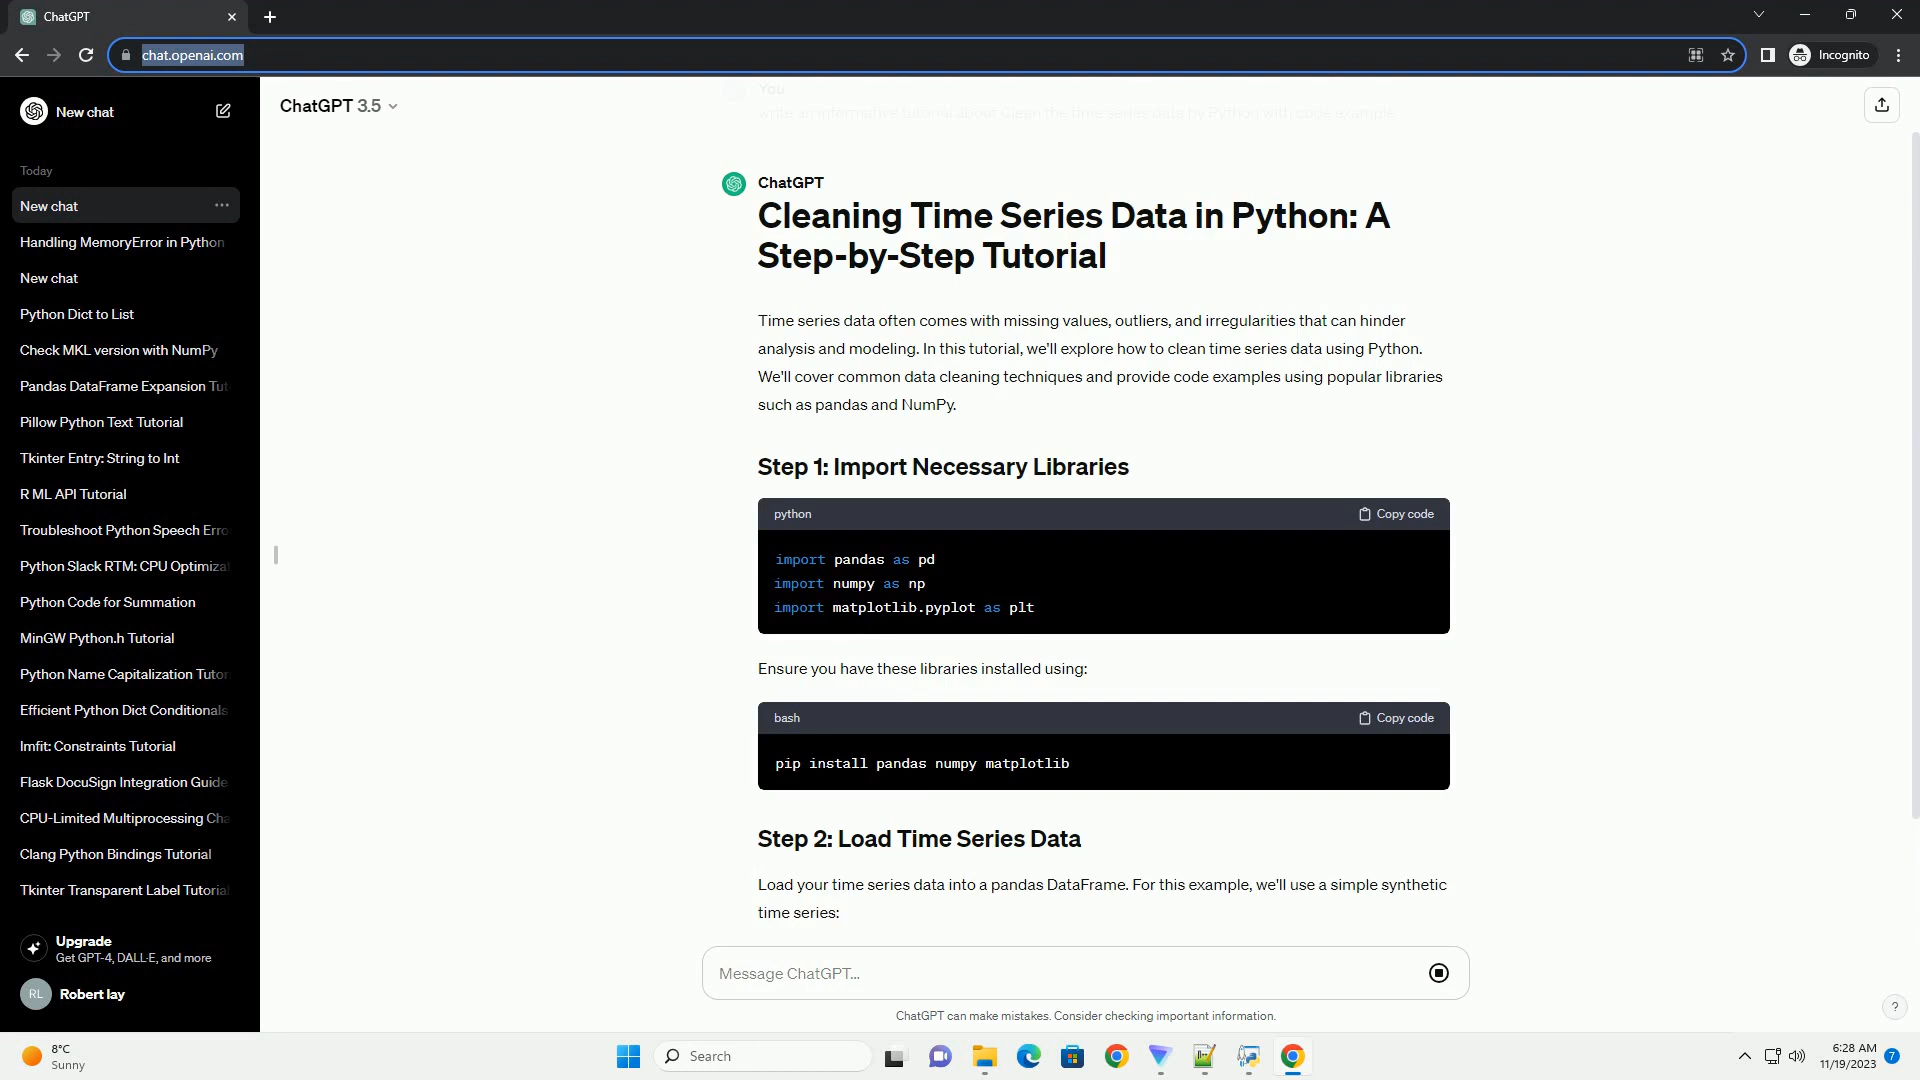 ChatGPT
chat.openai.com
Incognito
New chat
Today
New chat
Handling MemoryError in Python
New chat
Python Dict to List
Check MKL version with NumPy
Pandas DataFrame Expansion Tut
Pillow Python Text Tutorial
Tkinter Entry: String to Int
R ML API Tutorial
Troubleshoot Python Speech Erro
Python Slack RTM: CPU Optimiza
Python Code for Summation
MinGW Python.h Tutorial
Python Name Capitalization Tutor
Efficient Python Dict Conditionals
lmfit: Constraints Tutorial
Flask DocuSign Integration Guide
CPU-Limited Multiprocessing Cha
Clang Python Bindings Tutorial
Tkinter Transparent Label Tutorial
Upgrade
Get GPT-4, DALL·E, and more
RL
Robert lay
ChatGPT 3.5
You
write an informative tutorial about Clean the time series data by Python with code example
ChatGPT
Cleaning Time Series Data in Python: A
Step-by-Step Tutorial
Time series data often comes with missing values, outliers, and irregularities that can hinder
analysis and modeling. In this tutorial, we'll explore how to clean time series data using Python.
We'll cover common data cleaning techniques and provide code examples using popular libraries
such as pandas and NumPy.
Step 1: Import Necessary Libraries
python Copy code
import pandas as pd
import numpy as np
import matplotlib.pyplot as plt
Ensure you have these libraries installed using:
bash Copy code
pip install pandas numpy matplotlib
Step 2: Load Time Series Data
Load your time series data into a pandas DataFrame. For this example, we'll use a simple synthetic
time series:
Message ChatGPT...
ChatGPT can make mistakes. Consider checking important information.
?
8°C
Sunny
Search
6:28 AM
11/19/2023
7